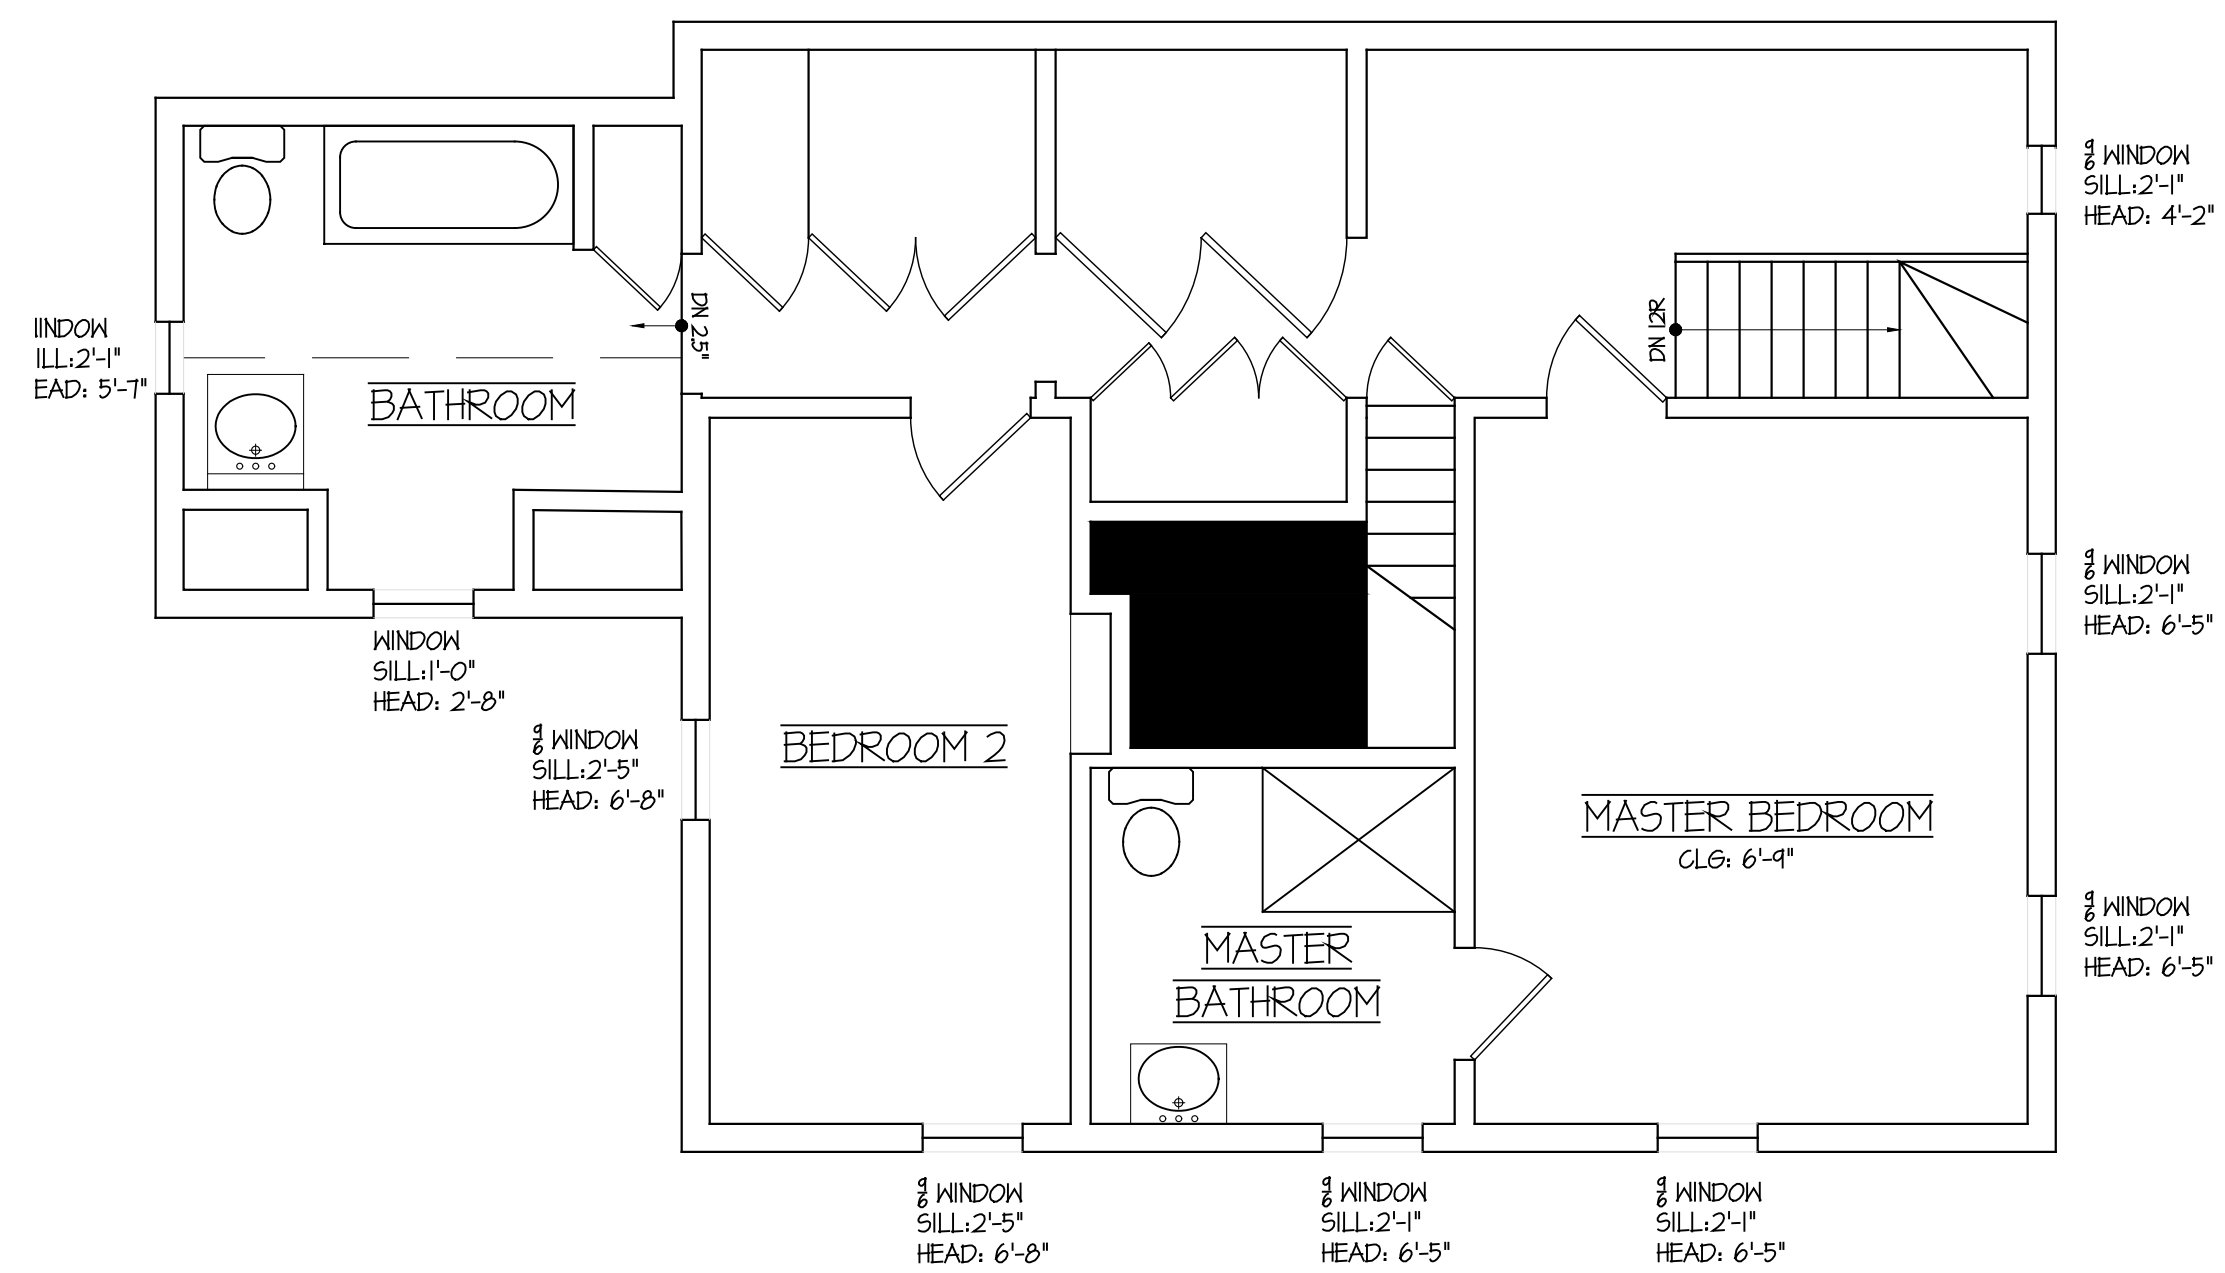 9/6 WINDOW
SILL:2'-1"
HEAD: 4'-2"
DN 2.5"
DN 12R
IINDOW
ILL:2'-1"
EAD: 5'-7"
BATHROOM
9/6 WINDOW
SILL:2'-1"
HEAD: 6'-5"
WINDOW
SILL:1'-0"
HEAD: 2'-8"
9/6 WINDOW
SILL:2'-5"
HEAD: 6'-8"
BEDROOM 2
MASTER BEDROOM
CLG: 6'-9"
MASTER
BATHROOM
9/6 WINDOW
SILL:2'-1"
HEAD: 6'-5"
9/6 WINDOW
SILL:2'-5"
HEAD: 6'-8"
9/6 WINDOW
SILL:2'-1"
HEAD: 6'-5"
9/6 WINDOW
SILL:2'-1"
HEAD: 6'-5"